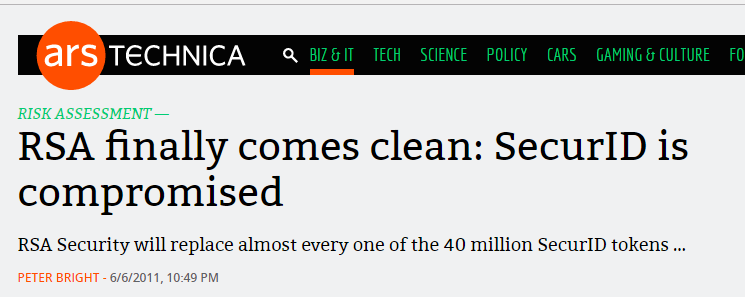 ars TECHNICA BIZ & IT TECH SCIENCE POLICY CARS GAMING & CULTURE FO
RISK ASSESSMENT —
RSA finally comes clean: SecurID is
compromised
RSA Security will replace almost every one of the 40 million SecurID tokens ...
PETER BRIGHT - 6/6/2011, 10:49 PM